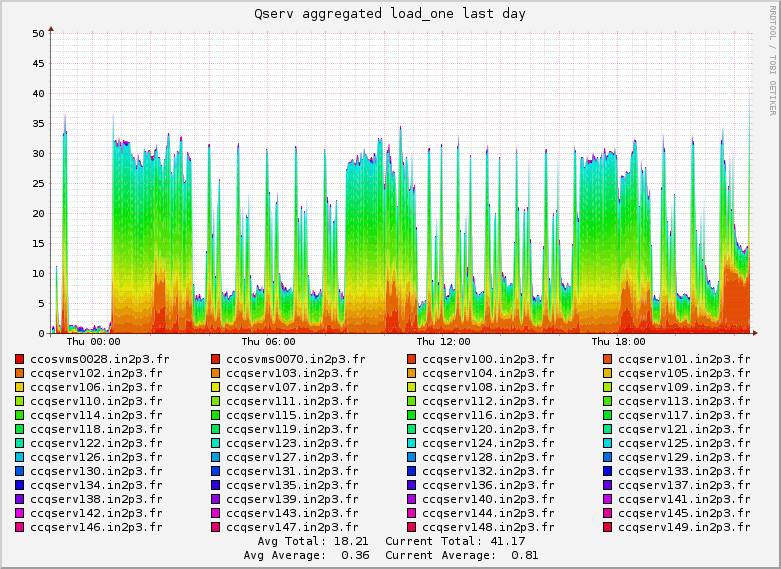 Qserv aggregated load_one last day
RRDTOOL / TOBI OETIKER
50
45
40
35
30
25
20
15
10
5
0
Thu 00:00 Thu 06:00 Thu 12:00 Thu 18:00
ccosvms0028.in2p3.fr ccosvms0070.in2p3.fr ccqserv100.in2p3.fr ccqserv101.in2p3.fr
ccqserv102.in2p3.fr ccqserv103.in2p3.fr ccqserv104.in2p3.fr ccqserv105.in2p3.fr
ccqserv106.in2p3.fr ccqserv107.in2p3.fr ccqserv108.in2p3.fr ccqserv109.in2p3.fr
ccqserv110.in2p3.fr ccqserv111.in2p3.fr ccqserv112.in2p3.fr ccqserv113.in2p3.fr
ccqserv114.in2p3.fr ccqserv115.in2p3.fr ccqserv116.in2p3.fr ccqserv117.in2p3.fr
ccqserv118.in2p3.fr ccqserv119.in2p3.fr ccqserv120.in2p3.fr ccqserv121.in2p3.fr
ccqserv122.in2p3.fr ccqserv123.in2p3.fr ccqserv124.in2p3.fr ccqserv125.in2p3.fr
ccqserv126.in2p3.fr ccqserv127.in2p3.fr ccqserv128.in2p3.fr ccqserv129.in2p3.fr
ccqserv130.in2p3.fr ccqserv131.in2p3.fr ccqserv132.in2p3.fr ccqserv133.in2p3.fr
ccqserv134.in2p3.fr ccqserv135.in2p3.fr ccqserv136.in2p3.fr ccqserv137.in2p3.fr
ccqserv138.in2p3.fr ccqserv139.in2p3.fr ccqserv140.in2p3.fr ccqserv141.in2p3.fr
ccqserv142.in2p3.fr ccqserv143.in2p3.fr ccqserv144.in2p3.fr ccqserv145.in2p3.fr
ccqserv146.in2p3.fr ccqserv147.in2p3.fr ccqserv148.in2p3.fr ccqserv149.in2p3.fr
Avg Total: 18.21 Current Total: 41.17
Avg Average: 0.36 Current Average: 0.81